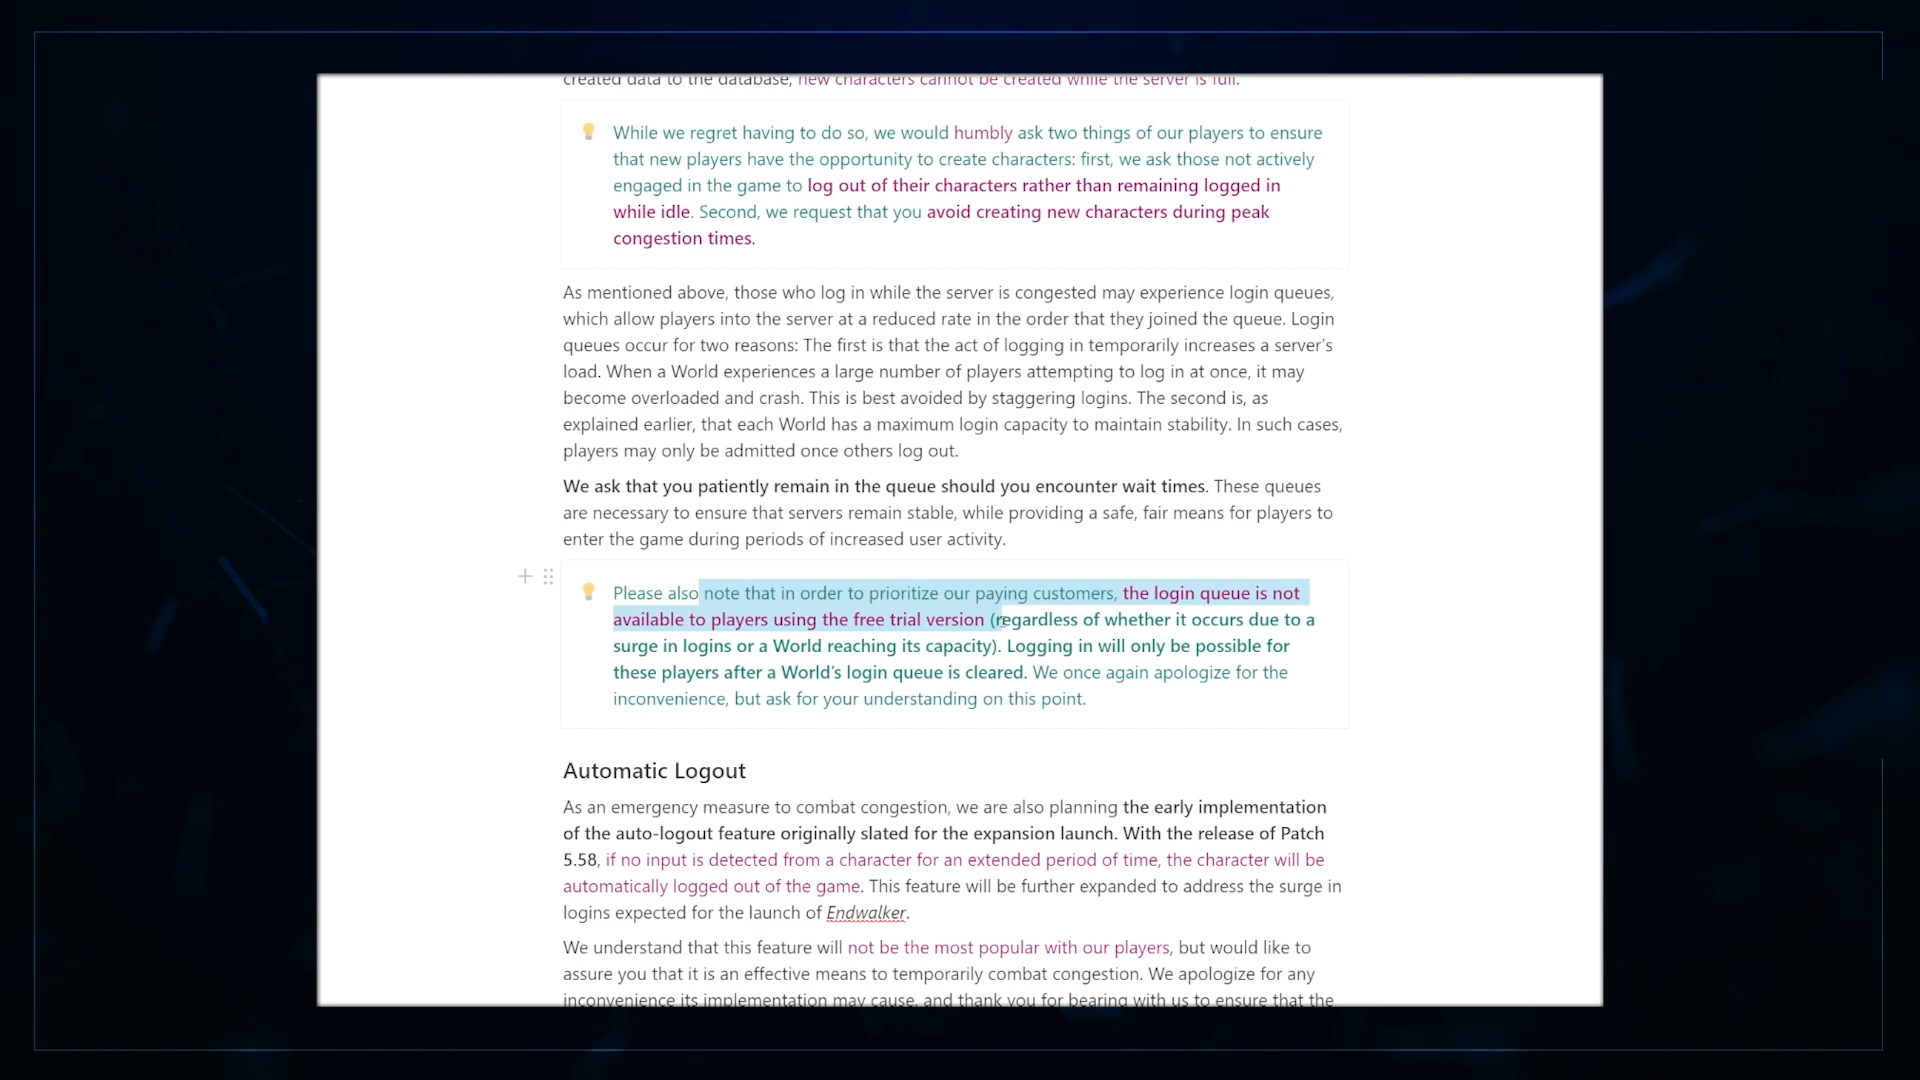 created data to the database, new characters cannot be created while the server is full.
While we regret having to do so, we would humbly ask two things of our players to ensure
that new players have the opportunity to create characters: first, we ask those not actively
engaged in the game to log out of their characters rather than remaining logged in
while idle. Second, we request that you avoid creating new characters during peak
congestion times.
As mentioned above, those who log in while the server is congested may experience login queues,
which allow players into the server at a reduced rate in the order that they joined the queue. Login
queues occur for two reasons: The first is that the act of logging in temporarily increases a server’s
load. When a World experiences a large number of players attempting to log in at once, it may
become overloaded and crash. This is best avoided by staggering logins. The second is, as
explained earlier, that each World has a maximum login capacity to maintain stability. In such cases,
players may only be admitted once others log out.
We ask that you patiently remain in the queue should you encounter wait times. These queues
are necessary to ensure that servers remain stable, while providing a safe, fair means for players to
enter the game during periods of increased user activity.
Please also note that in order to prioritize our paying customers, the login queue is not
available to players using the free trial version (regardless of whether it occurs due to a
surge in logins or a World reaching its capacity). Logging in will only be possible for
these players after a World’s login queue is cleared. We once again apologize for the
inconvenience, but ask for your understanding on this point.
Automatic Logout
As an emergency measure to combat congestion, we are also planning the early implementation
of the auto-logout feature originally slated for the expansion launch. With the release of Patch
5.58, if no input is detected from a character for an extended period of time, the character will be
automatically logged out of the game. This feature will be further expanded to address the surge in
logins expected for the launch of Endwalker.
We understand that this feature will not be the most popular with our players, but would like to
assure you that it is an effective means to temporarily combat congestion. We apologize for any
inconvenience its implementation may cause, and thank you for bearing with us to ensure that the